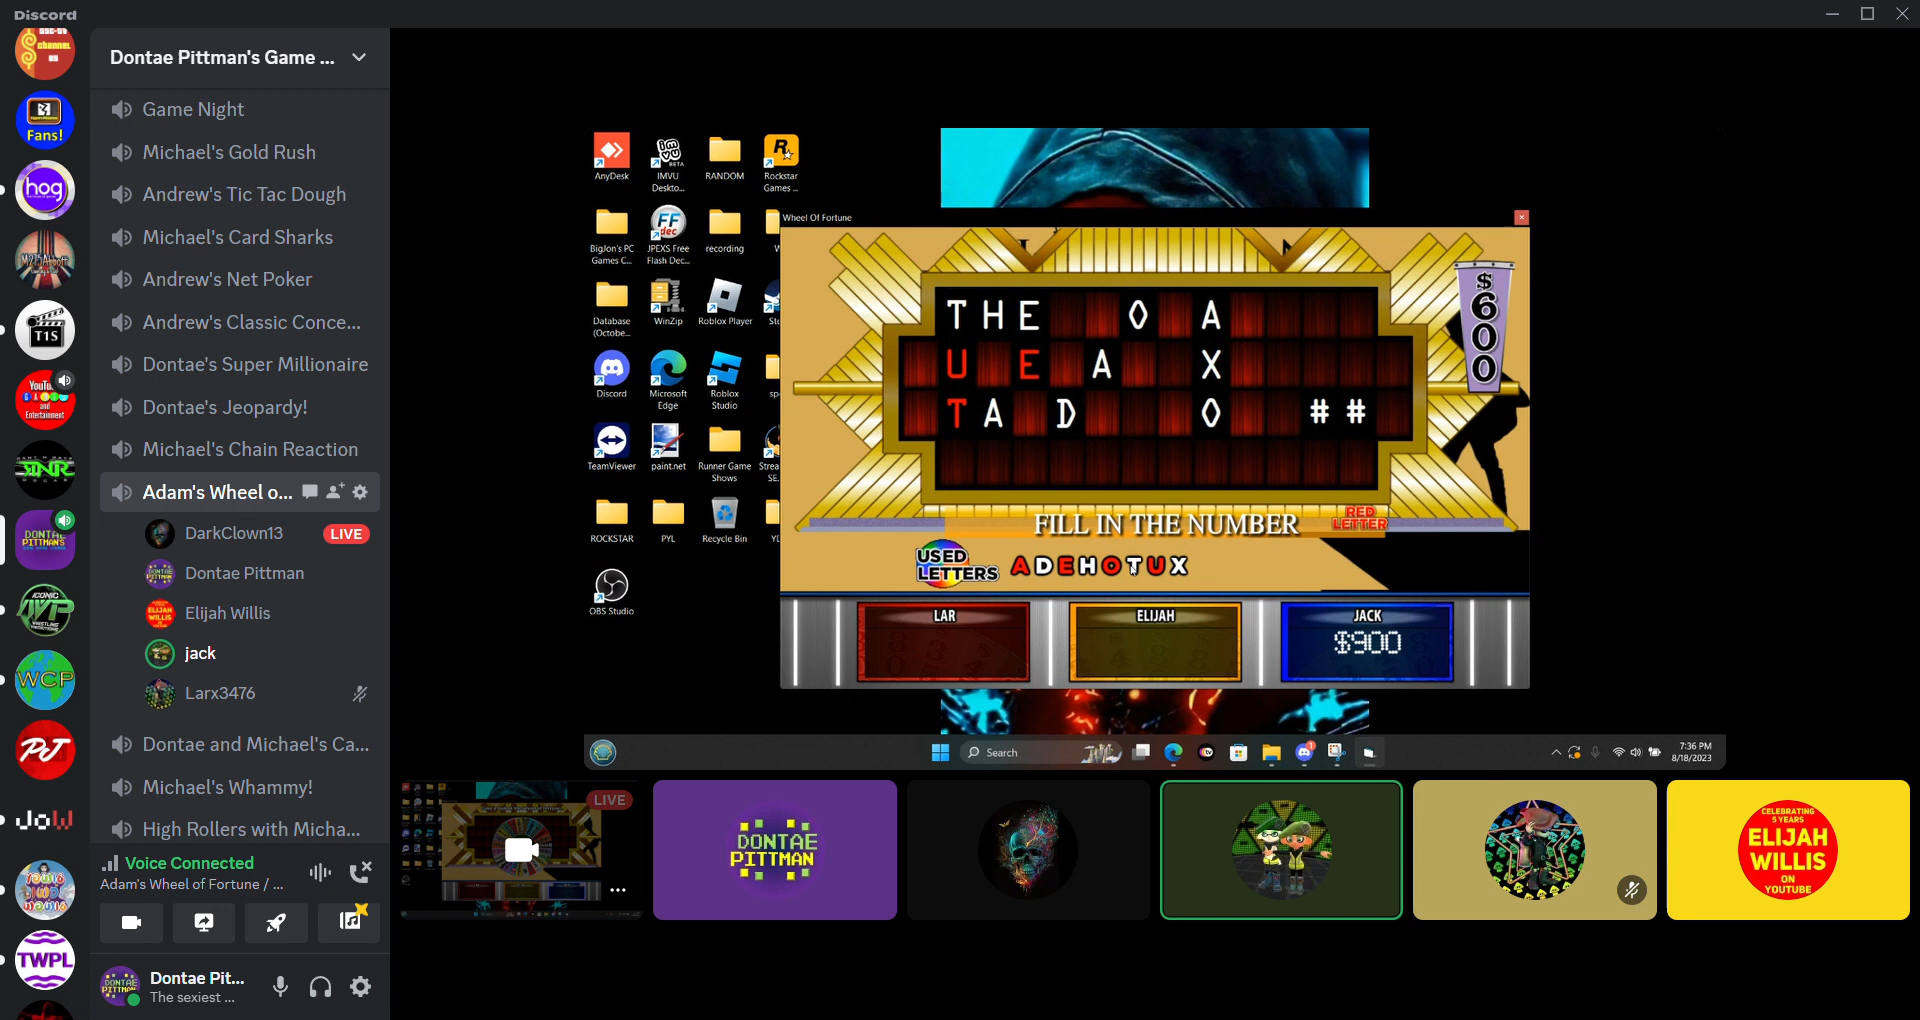 Discord
Dontae Pittman's Game ...
Game Night
Michael's Gold Rush
Andrew's Tic Tac Dough
Michael's Card Sharks
Andrew's Net Poker
Andrew's Classic Conce...
Dontae's Super Millionaire
Dontae's Jeopardy!
Michael's Chain Reaction
Adam's Wheel o...
DarkClown13
LIVE
Dontae Pittman
Elijah Willis
jack
Larx3476
Dontae and Michael's Ca...
Michael's Whammy!
High Rollers with Micha...
Voice Connected
Adam's Wheel of Fortune / ...
Dontae Pit...
The sexiest ...
Fans!
hog
T1S
WCP
TWPL
AnyDesk
IMVU
Deskto...
RANDOM
Rockstar
Games ...
BigJon's PC
Games C...
JPEXS Free
Flash Dec...
recording
Database
(Octobe...
WinZip
Roblox Player
Discord
Microsoft
Edge
Roblox
Studio
TeamViewer
paint.net
Runner Game
Shows
ROCKSTAR
PYL
Recycle Bin
OBS Studio
Wheel Of Fortune
THE O A
U E A X
TA D O ##
$600
FILL IN THE NUMBER
RED
LETTER
USED
LETTERS
ADEHOTUX
LAR
ELIJAH
JACK
$900
Search
7:36 PM
8/18/2023
LIVE
DONTAE
PITTMAN
CELEBRATING
5 YEARS
ELIJAH
WILLIS
ON
YOUTUBE